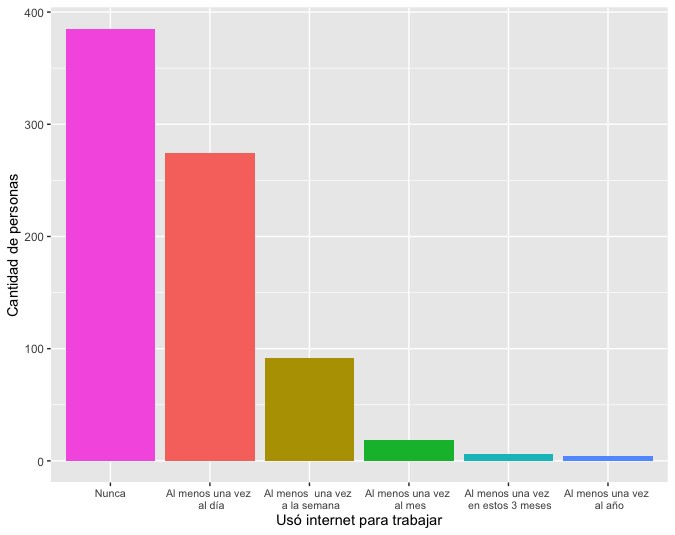 400
300
200
100
0
Cantidad de personas
Nunca
Al menos una vez
al día
Al menos  una vez
a la semana
Al menos una vez
al mes
Al menos una vez
en estos 3 meses
Al menos una vez
al año
Usó internet para trabajar